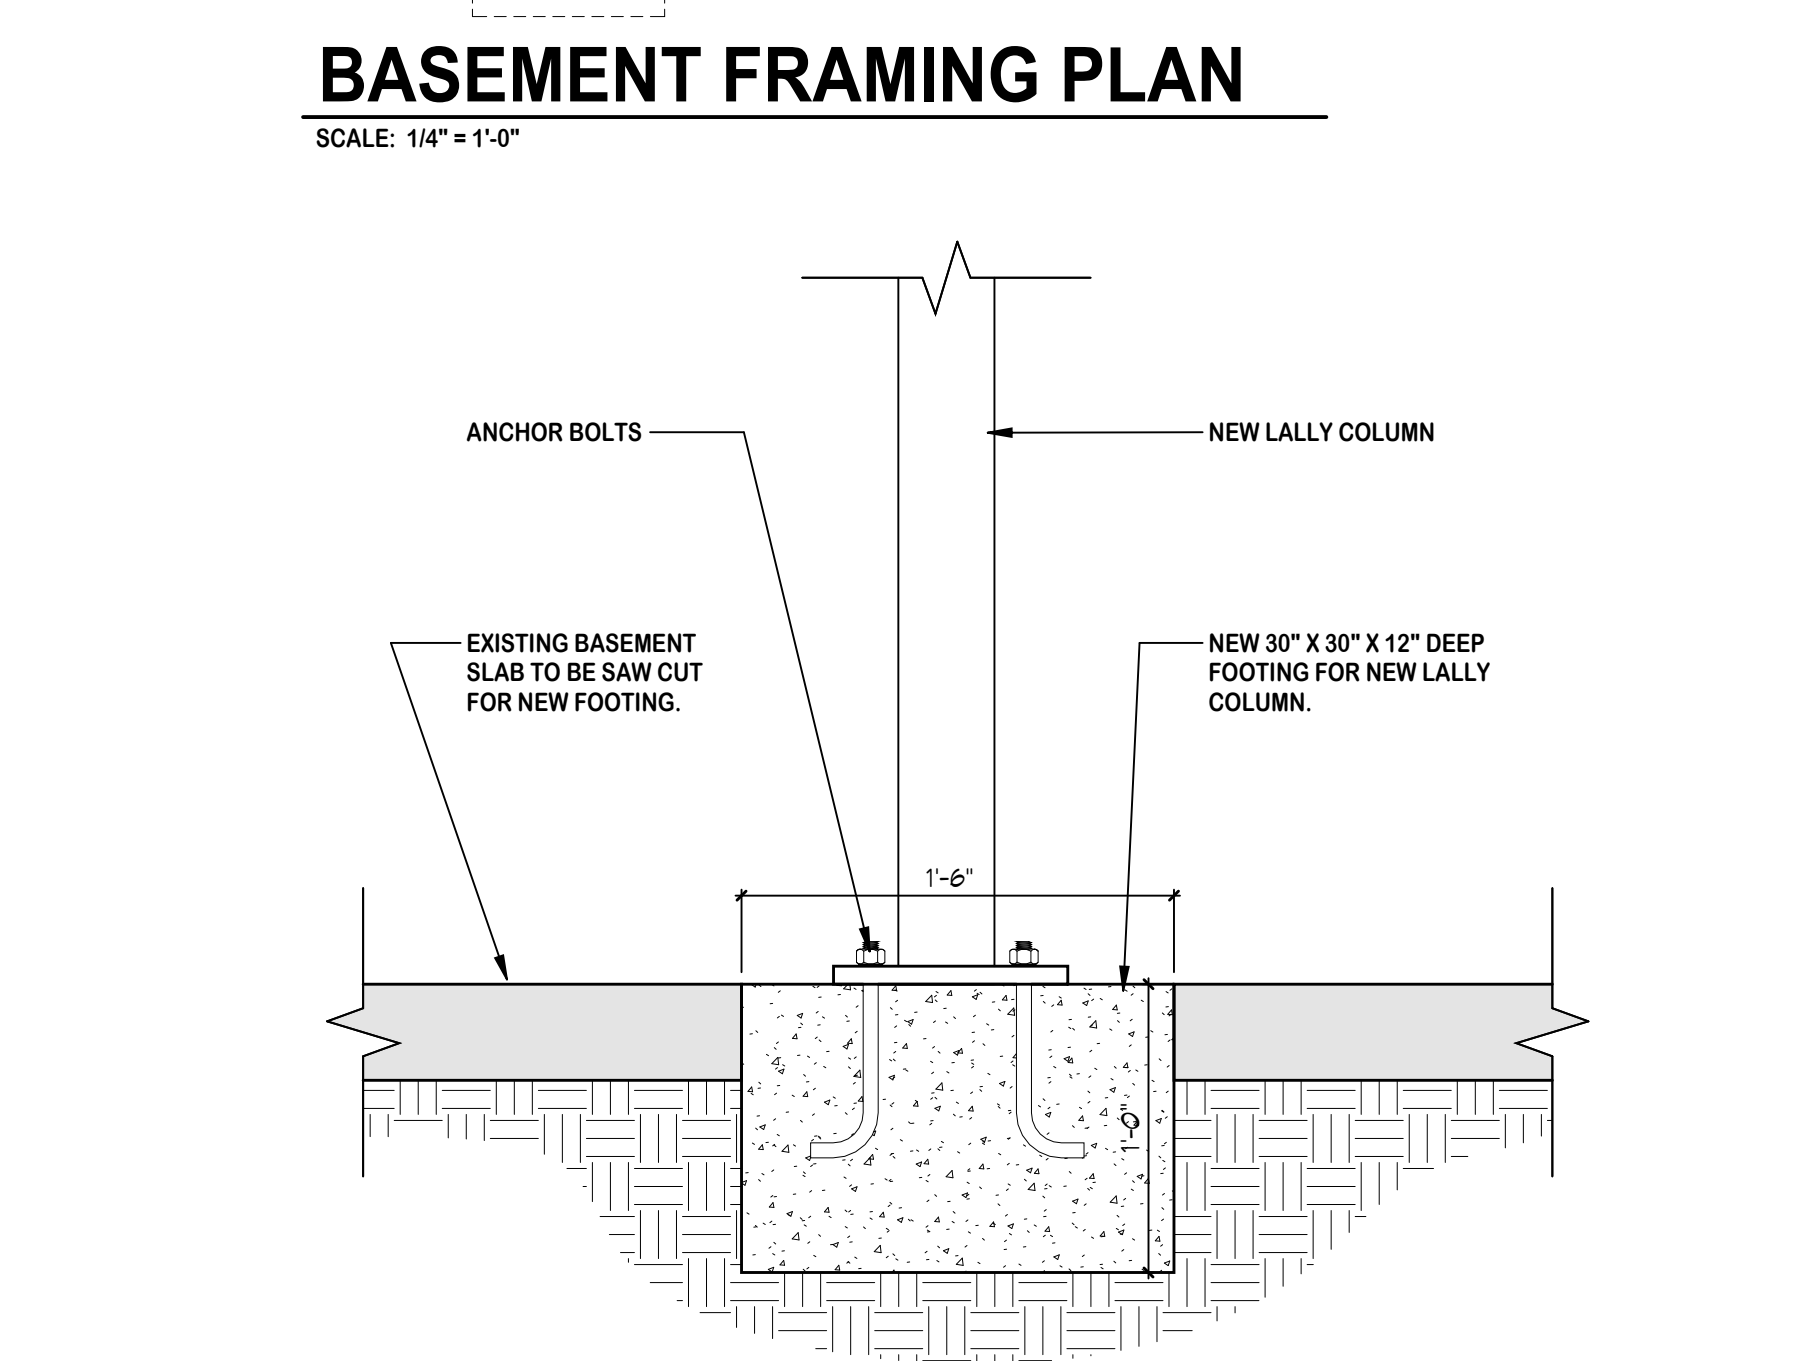 BASEMENT FRAMING PLAN
SCALE: 1/4" = 1'-0"
ANCHOR BOLTS
NEW LALLY COLUMN
EXISTING BASEMENT
SLAB TO BE SAW CUT
FOR NEW FOOTING.
NEW 30" X 30" X 12" DEEP
FOOTING FOR NEW LALLY
COLUMN.
1'-6"
1'-0"